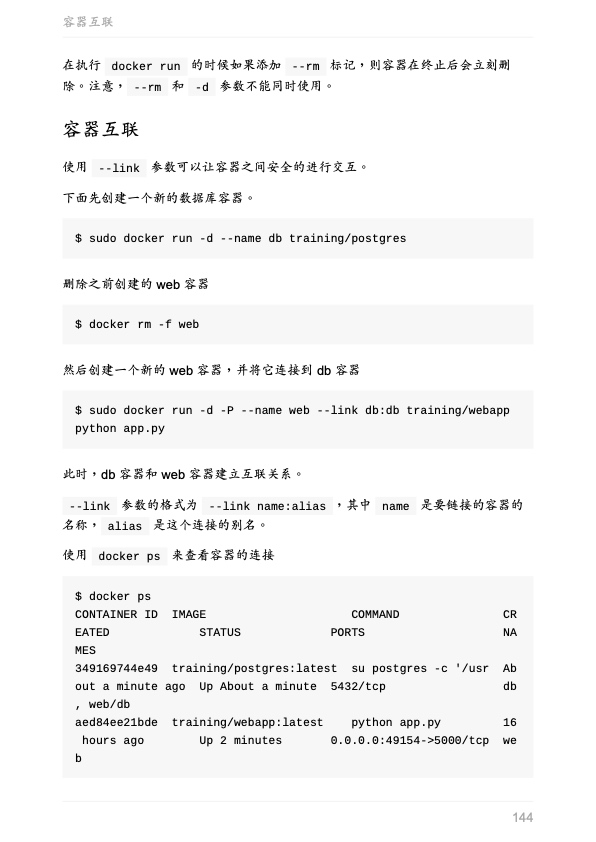 容器互联
在执行 docker run 的时候如果添加 --rm 标记，则容器在终止后会立刻删
除。注意，--rm 和 -d 参数不能同时使用。
容器互联
使用 --link 参数可以让容器之间安全的进行交互。
下面先创建一个新的数据库容器。
$ sudo docker run -d --name db training/postgres
删除之前创建的 web 容器
$ docker rm -f web
然后创建一个新的 web 容器，并将它连接到 db 容器
$ sudo docker run -d -P --name web --link db:db training/webapp
python app.py
此时，db 容器和 web 容器建立互联关系。
--link 参数的格式为 --link name:alias，其中 name 是要链接的容器的
名称，alias 是这个连接的别名。
使用 docker ps 来查看容器的连接
$ docker ps
CONTAINER ID  IMAGE                     COMMAND               CR
EATED             STATUS             PORTS                    NA
MES
349169744e49  training/postgres:latest  su postgres -c '/usr  Ab
out a minute ago  Up About a minute  5432/tcp                 db
, web/db
aed84ee21bde  training/webapp:latest    python app.py         16
 hours ago        Up 2 minutes       0.0.0.0:49154->5000/tcp  we
b
144